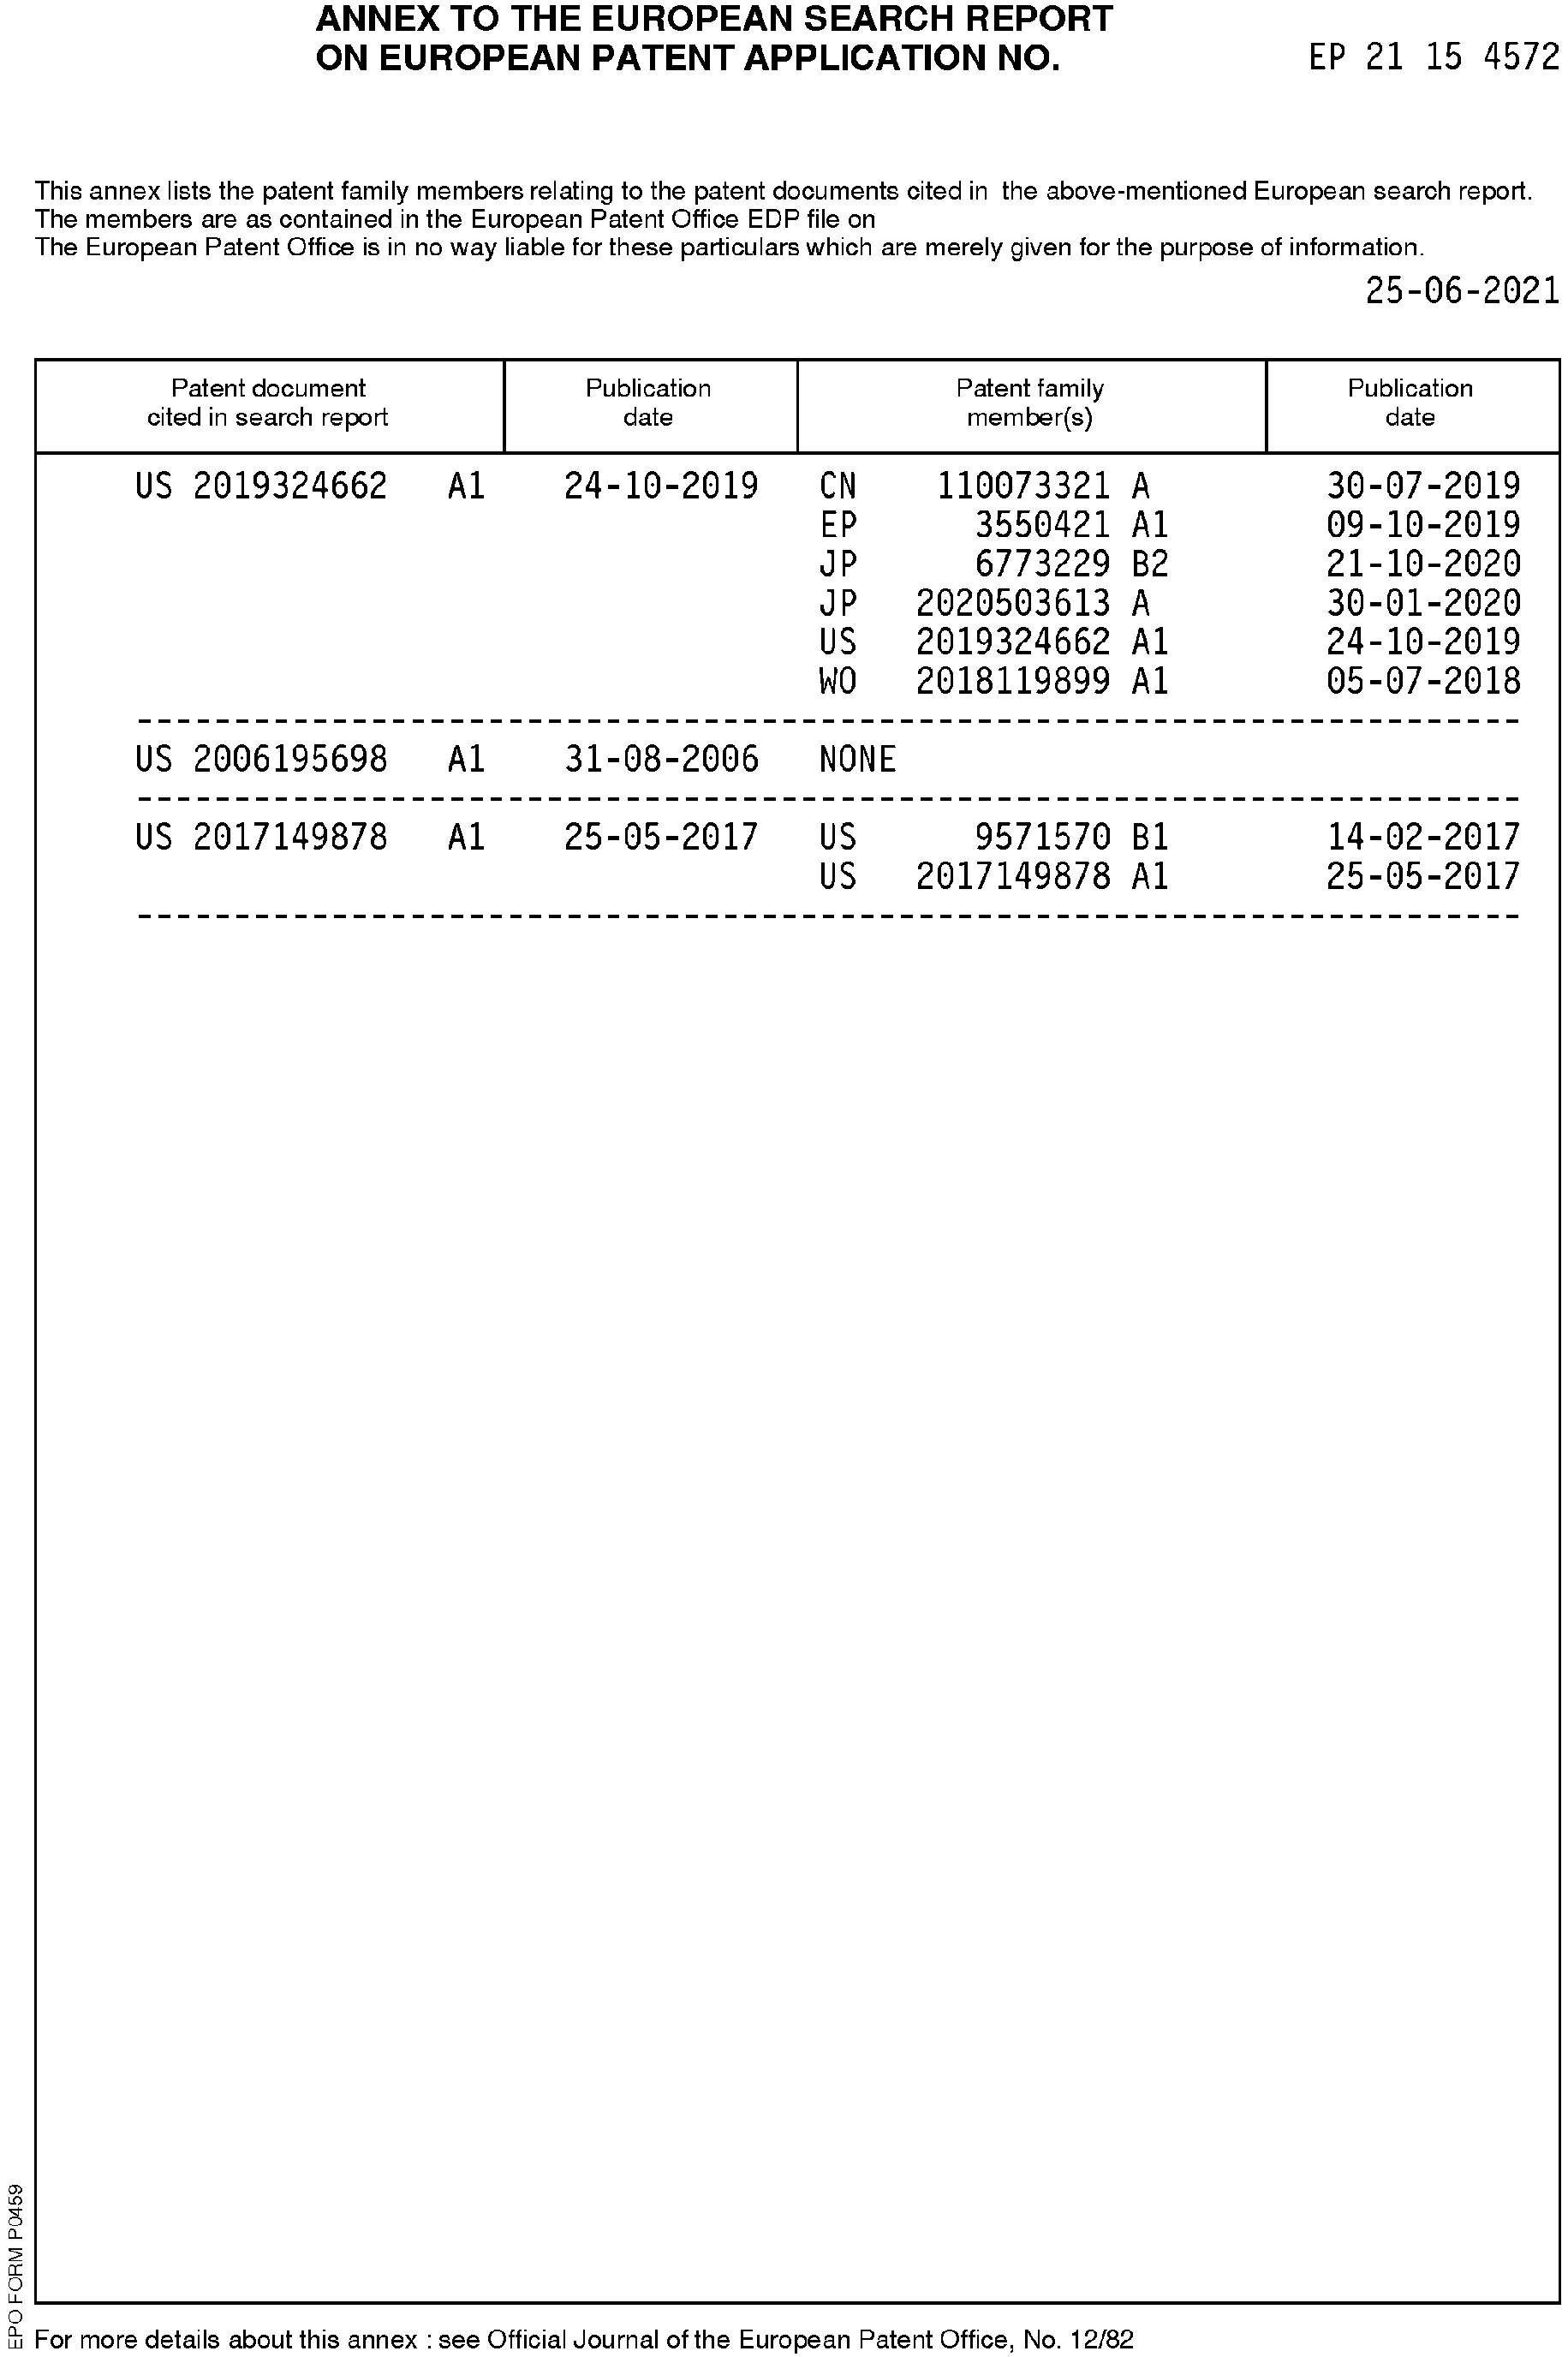 ANNEX TO THE EUROPEAN SEARCH REPORT
ON EUROPEAN PATENT APPLICATION NO. EP 21 15 4572
This annex lists the patent family members relating to the patent documents cited in the above-mentioned European search report.
The members are as contained in the European Patent Office EDP file on
The European Patent Office is in no way liable for these particulars which are merely given for the purpose of information.
25-06-2021
Patent document Publication Patent family Publication
cited in search report date member(s) date
US 2019324662 A1 24-10-2019 CN 110073321 A 30-07-2019
EP 3550421 A1 09-10-2019
JP 6773229 B2 21-10-2020
JP 2020503613 A 30-01-2020
US 2019324662 A1 24-10-2019
WO 2018119899 A1 05-07-2018
US 2006195698 A1 31-08-2006 NONE
US 2017149878 A1 25-05-2017 US 9571570 B1 14-02-2017
US 2017149878 A1 25-05-2017
EPO FORM P0459
For more details about this annex : see Official Journal of the European Patent Office, No. 12/82